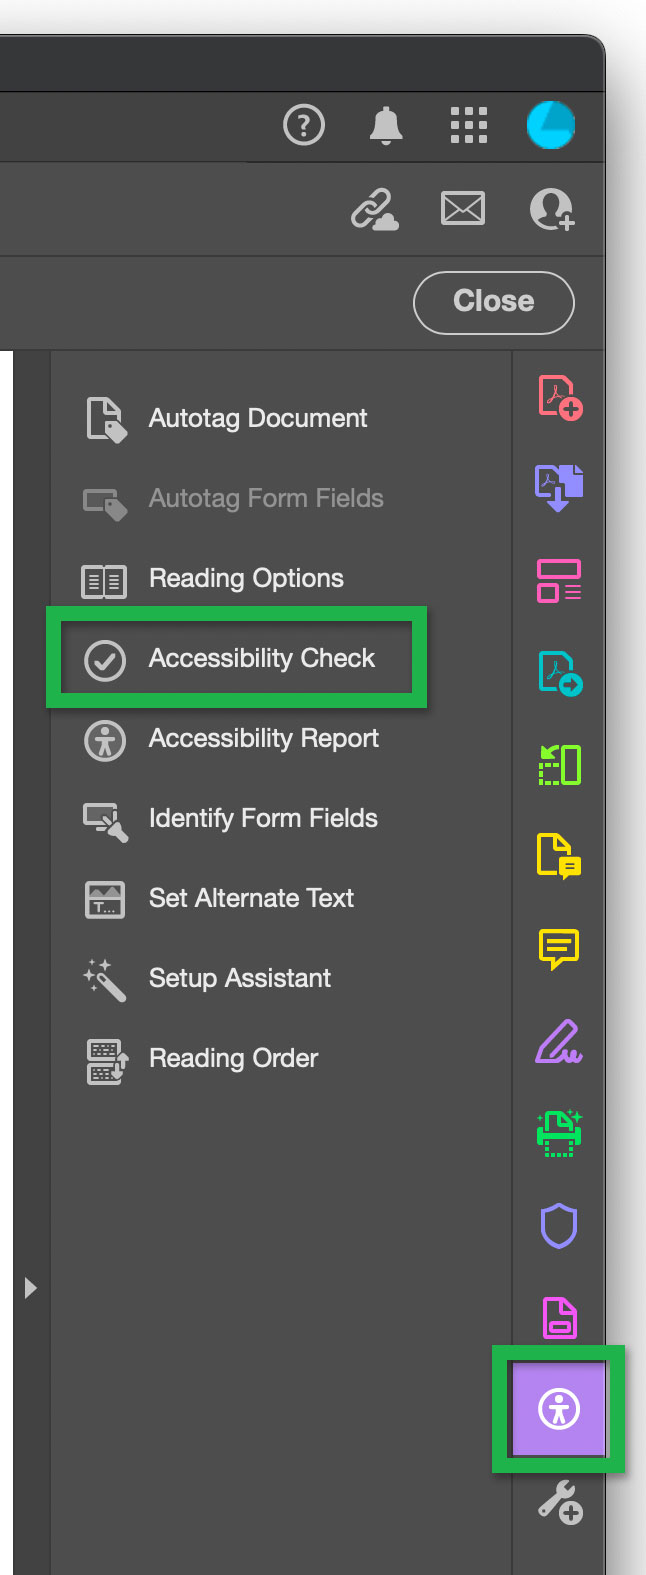 Close
Autotag Document
Autotag Form Fields
Reading Options
Accessibility Check
Accessibility Report
Identify Form Fields
T...
Set Alternate Text
Setup Assistant
Reading Order